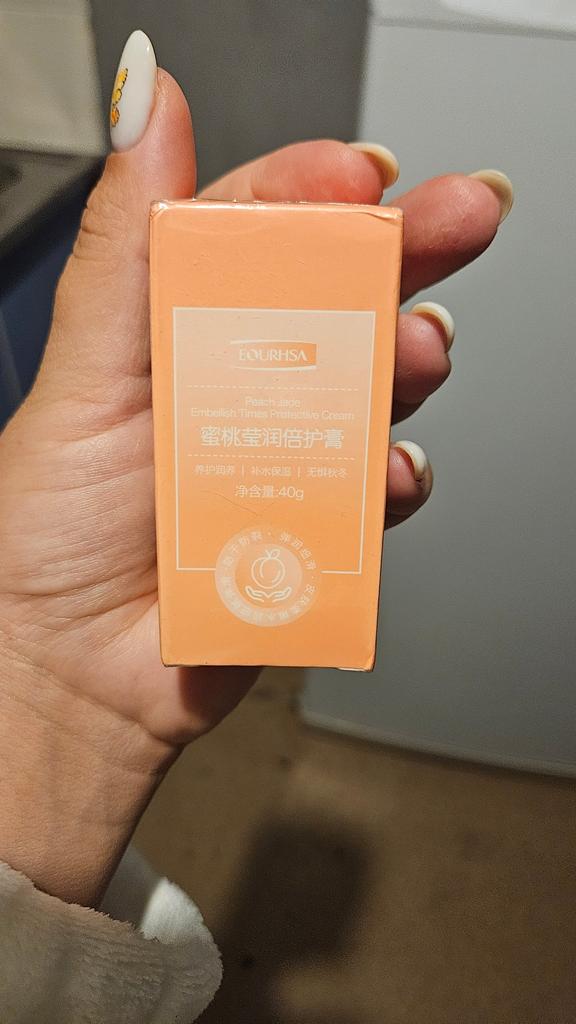 EQURHSA
Peach Jade
Embellish Times Protective Cream
蜜桃莹润倍护膏
养护润养 | 补水保湿 | 无惧秋冬
净含量:40g